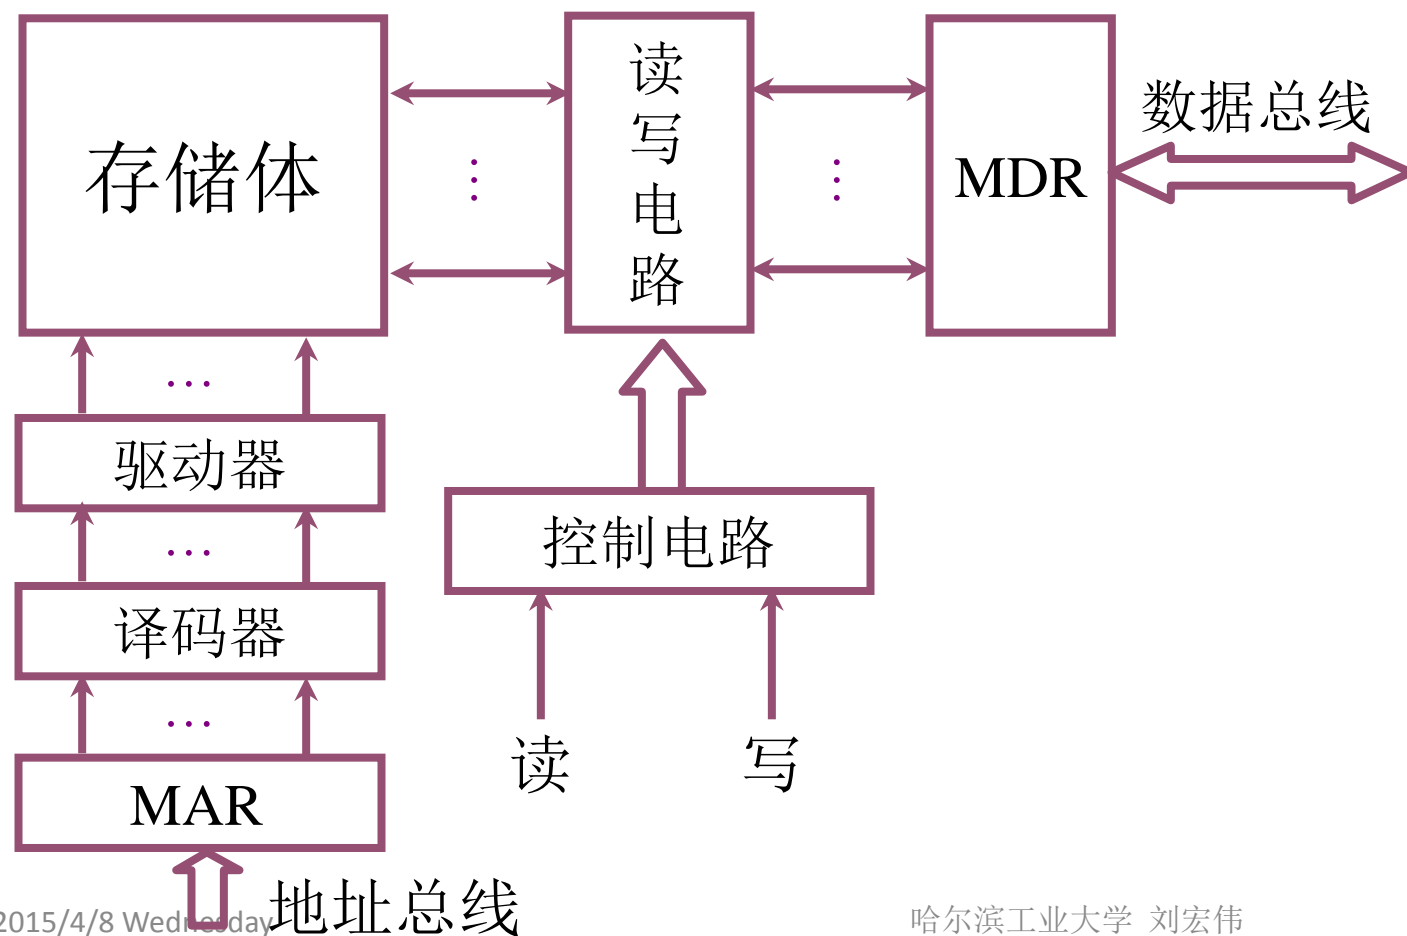 存储体
读写电路
MDR
数据总线
…
…
…
驱动器
…
译码器
…
MAR
控制电路
读
写
地址总线
2015/4/8 Wednesday
哈尔滨工业大学 刘宏伟